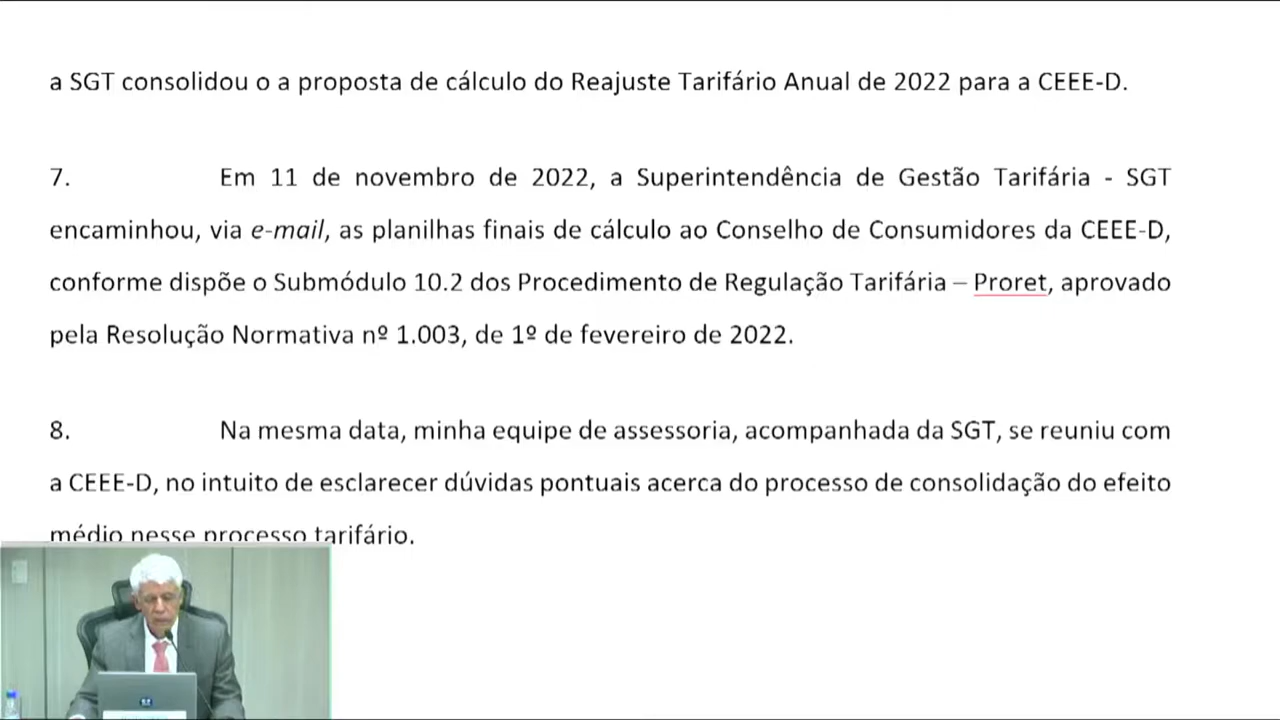 a SGT consolidou o a proposta de cálculo do Reajuste Tarifário Anual de 2022 para a CEEE-D.
7. Em 11 de novembro de 2022, a Superintendência de Gestão Tarifária - SGT
encaminhou, via e-mail, as planilhas finais de cálculo ao Conselho de Consumidores da CEEE-D,
conforme dispõe o Submódulo 10.2 dos Procedimento de Regulação Tarifária – Proret, aprovado
pela Resolução Normativa nº 1.003, de 1º de fevereiro de 2022.
8. Na mesma data, minha equipe de assessoria, acompanhada da SGT, se reuniu com
a CEEE-D, no intuito de esclarecer dúvidas pontuais acerca do processo de consolidação do efeito
médio nesse processo tarifário.